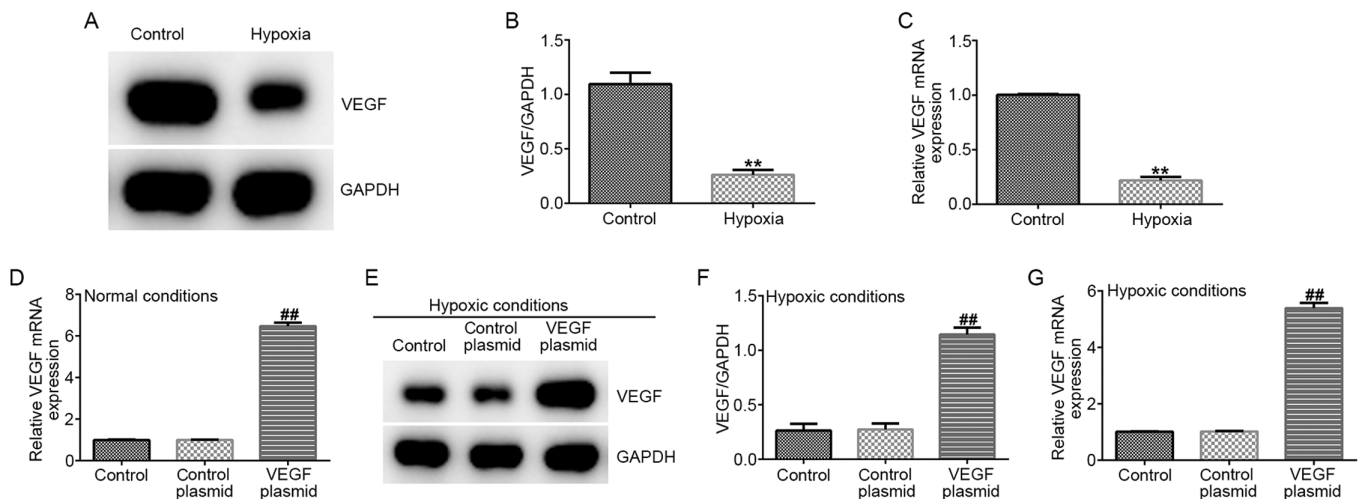 A
Control Hypoxia
VEGF
GAPDH
B
VEGF/GAPDH
1.5
1.0
0.5
0.0
**
Control Hypoxia
C
Relative VEGF mRNA
expression
1.5
1.0
0.5
0.0
**
Control Hypoxia
D
Relative VEGF mRNA
expression
Normal conditions
8
6
4
2
0
##
Control Control VEGF
plasmid plasmid
E
Hypoxic conditions
Control VEGF
Control plasmid plasmid
VEGF
GAPDH
F
VEGF/GAPDH
Hypoxic conditions
1.5
1.0
0.5
0.0
##
Control Control VEGF
plasmid plasmid
G
Relative VEGF mRNA
expression
Hypoxic conditions
6
4
2
0
##
Control Control VEGF
plasmid plasmid